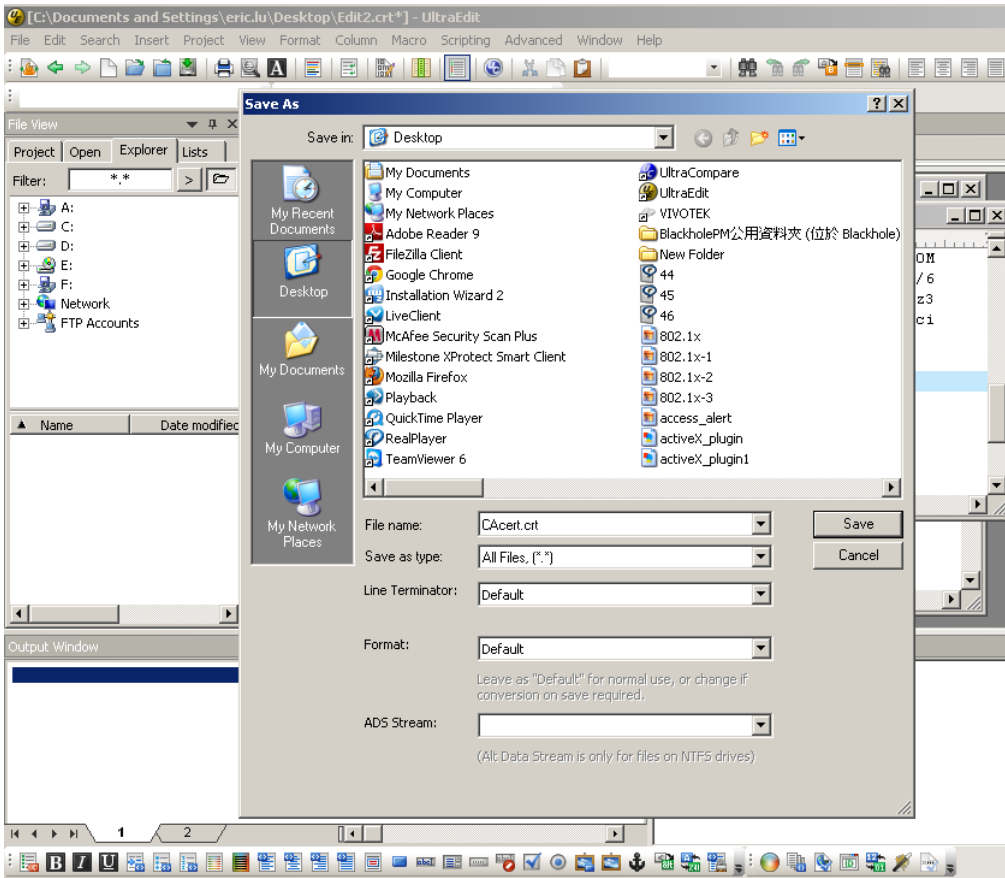 [C:\Documents and Settings\eric.lu\Desktop\Edit2.crt*] - UltraEdit
File Edit Search Insert Project View Format Column Macro Scripting Advanced Window Help
File View
Project Open Explorer Lists
Filter: *.*
A:
C:
D:
E:
F:
Network
FTP Accounts
Name Date modified
Output Window
1 2
Save As
Save in: Desktop
My Recent Documents
Desktop
My Documents
My Computer
My Network Places
My Documents
My Computer
My Network Places
Adobe Reader 9
FileZilla Client
Google Chrome
Installation Wizard 2
LiveClient
McAfee Security Scan Plus
Milestone XProtect Smart Client
Mozilla Firefox
Playback
QuickTime Player
RealPlayer
TeamViewer 6
UltraCompare
UltraEdit
VIVOTEK
BlackholePM公用資料夾 (位於 Blackhole)
New Folder
44
45
46
802.1x
802.1x-1
802.1x-2
802.1x-3
access_alert
activeX_plugin
activeX_plugin1
File name: CAcert.crt
Save as type: All Files, (*.*)
Line Terminator: Default
Format: Default
Leave as "Default" for normal use, or change if
conversion on save required.
ADS Stream:
(Alt Data Stream is only for files on NTFS drives)
Save
Cancel
OM
/6
z3
ci
B I U